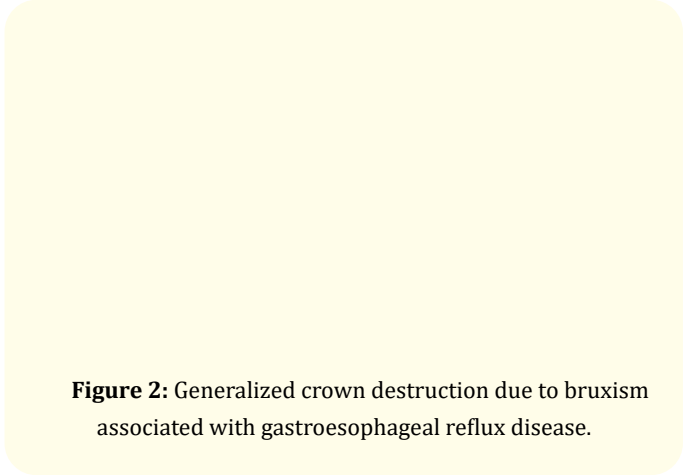 Figure 2: Generalized crown destruction due to bruxism
associated with gastroesophageal reflux disease.